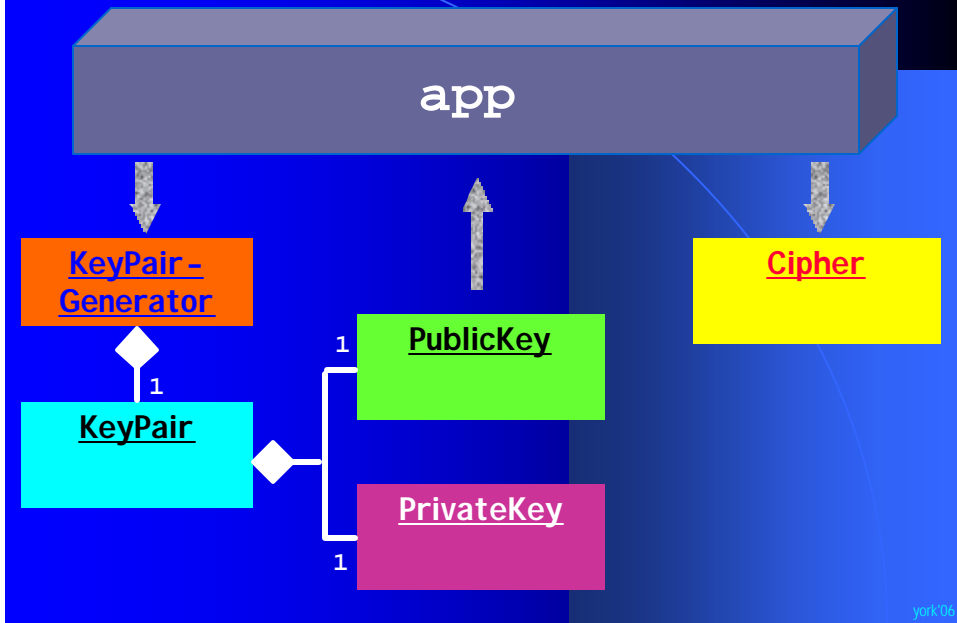 app
KeyPair-
Generator
Cipher
1
PublicKey
1
KeyPair
PrivateKey
1
york'06